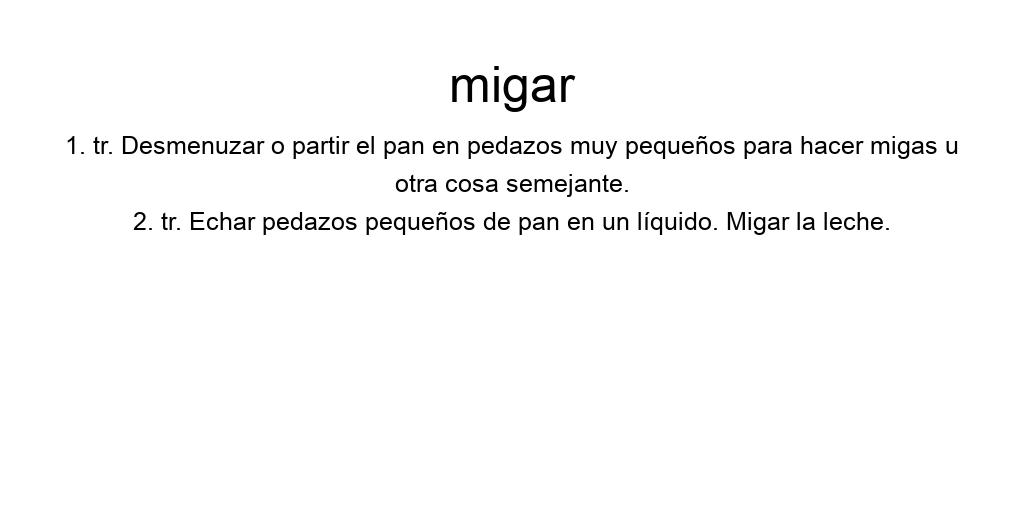 migar
1. tr. Desmenuzar o partir el pan en pedazos muy pequeños para hacer migas u
otra cosa semejante.
2. tr. Echar pedazos pequeños de pan en un líquido. Migar la leche.